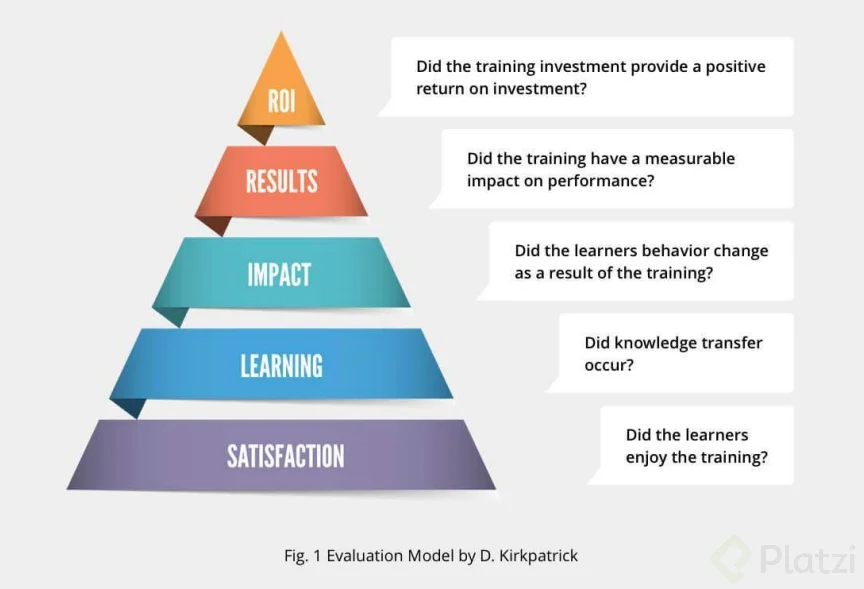 ROI
Did the training investment provide a positive
return on investment?
RESULTS
Did the training have a measurable
impact on performance?
IMPACT
Did the learners behavior change
as a result of the training?
LEARNING
Did knowledge transfer
occur?
SATISFACTION
Did the learners
enjoy the training?
Fig. 1 Evaluation Model by D. Kirkpatrick
Platzi